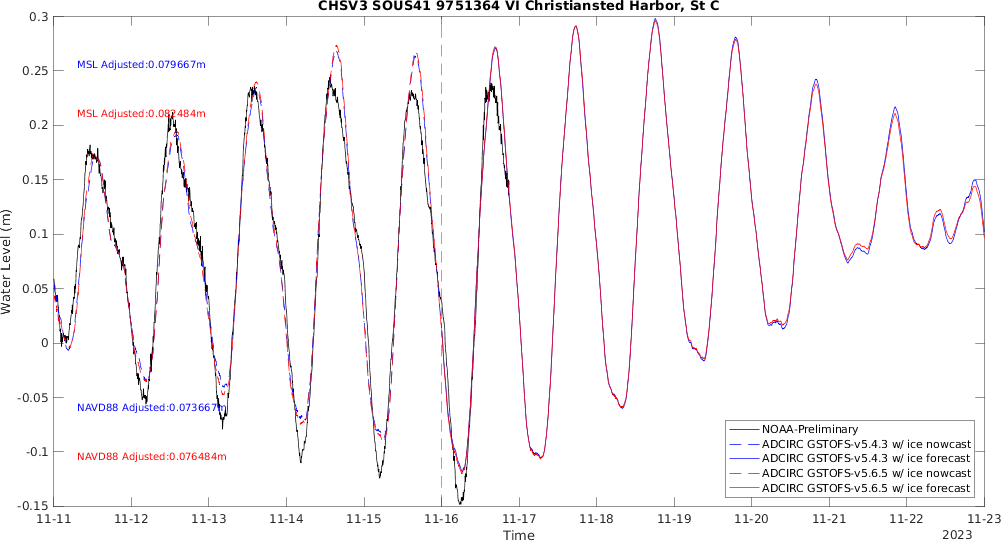 CHSV3 SOUS41 9751364 VI Christiansted Harbor, St C
0.3
0.25
0.2
0.15
0.1
0.05
0
-0.05
-0.1
-0.15
Water Level (m)
MSL Adjusted:0.079667m
MSL Adjusted:0.082484m
NAVD88 Adjusted:0.073667m
NAVD88 Adjusted:0.076484m
NOAA-Preliminary
ADCIRC GSTOFS-v5.4.3 w/ ice nowcast
ADCIRC GSTOFS-v5.4.3 w/ ice forecast
ADCIRC GSTOFS-v5.6.5 w/ ice nowcast
ADCIRC GSTOFS-v5.6.5 w/ ice forecast
11-11 11-12 11-13 11-14 11-15 11-16 11-17 11-18 11-19 11-20 11-21 11-22 11-23
Time
2023